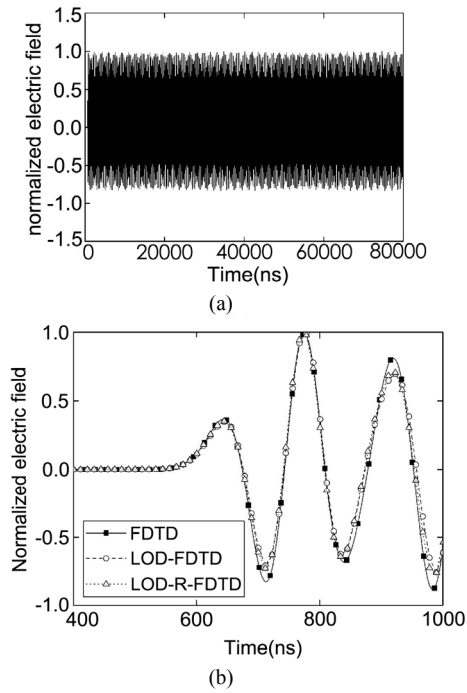 normalized electric field
1.5
1.0
0.5
0.0
-0.5
-1.0
-1.5
0 20000 40000 60000 80000
Time(ns)
(a)
Normalized electric field
1.0
0.5
0.0
-0.5
-1.0
FDTD
LOD-FDTD
LOD-R-FDTD
400 600 800 1000
Time(ns)
(b)